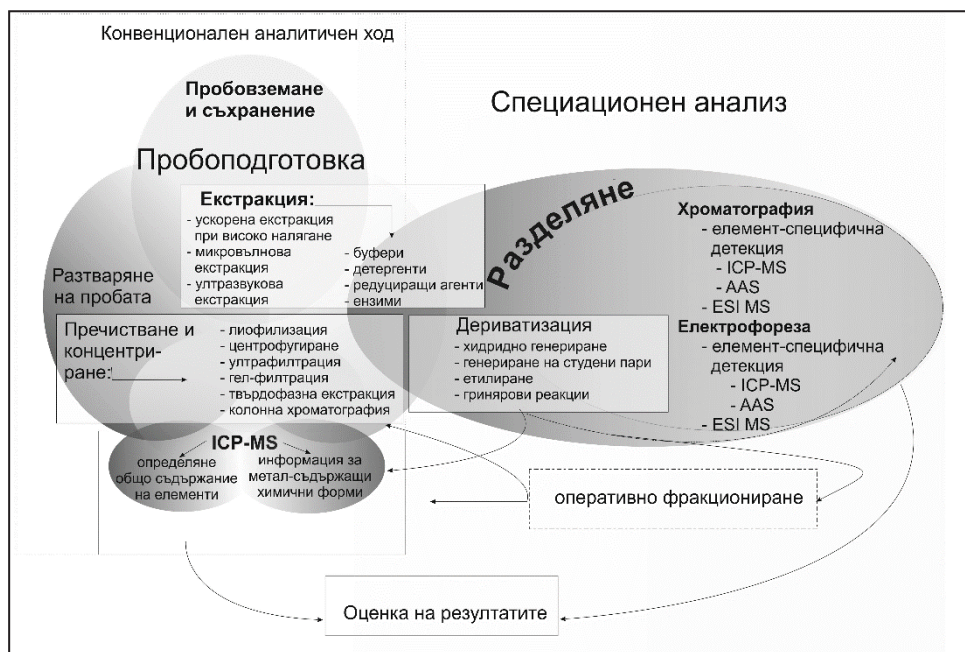 Конвенционален аналитичен ход
Пробовземане
и съхранение
Специационен анализ
Пробоподготовка
Екстракция:
- ускорена екстракция
при високо налягане
- микровълнова
екстракция
- ултразвукова
екстракция
- буфери
- детергенти
- редуциращи агенти
- ензими
Разтваряне
на пробата
Разделяне
Хроматография
- елемент-специфична
детекция
- ICP-MS
- AAS
- ESI MS
Електрофореза
- елемент-специфична
детекция
- ICP-MS
- AAS
- ESI MS
Пречистване и
концентри-
ране:
- лиофилизация
- центрофугиране
- ултрафилтрация
- гел-филтрация
- твърдофазна екстракция
- колонна хроматография
Дериватизация
- хидридно генериране
- генериране на студени пари
- етилиране
- гринярови реакции
ICP-MS
определяне
общо съдържание
на елементи
информация за
метал-съдържащи
химични форми
оперативно фракциониране
Оценка на резултатите